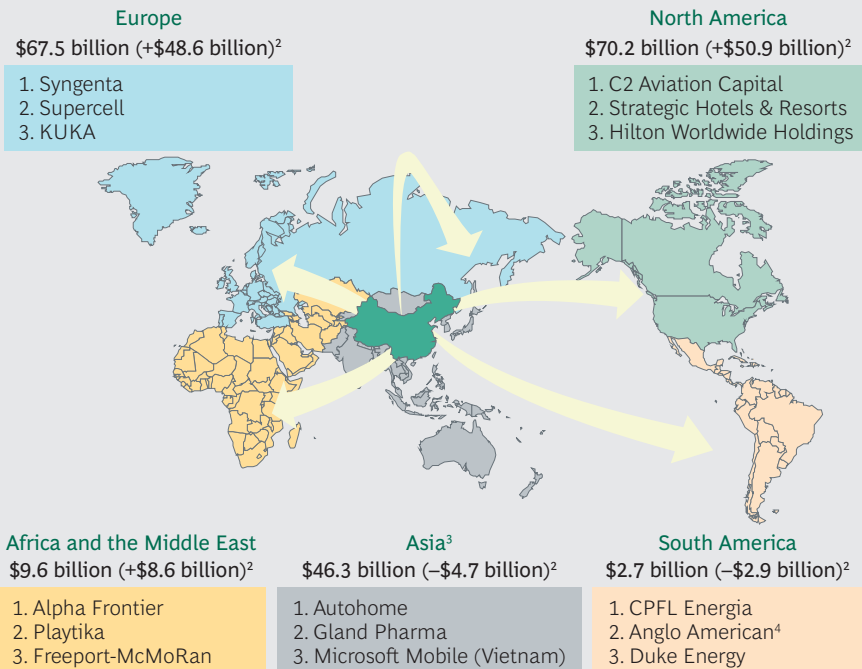 Europe
$67.5 billion (+$48.6 billion)2
1. Syngenta
2. Supercell
3. KUKA
North America
$70.2 billion (+$50.9 billion)2
1. C2 Aviation Capital
2. Strategic Hotels & Resorts
3. Hilton Worldwide Holdings
Africa and the Middle East
$9.6 billion (+$8.6 billion)2
1. Alpha Frontier
2. Playtika
3. Freeport-McMoRan
Asia3
$46.3 billion (–$4.7 billion)2
1. Autohome
2. Gland Pharma
3. Microsoft Mobile (Vietnam)
South America
$2.7 billion (–$2.9 billion)2
1. CPFL Energia
2. Anglo American4
3. Duke Energy